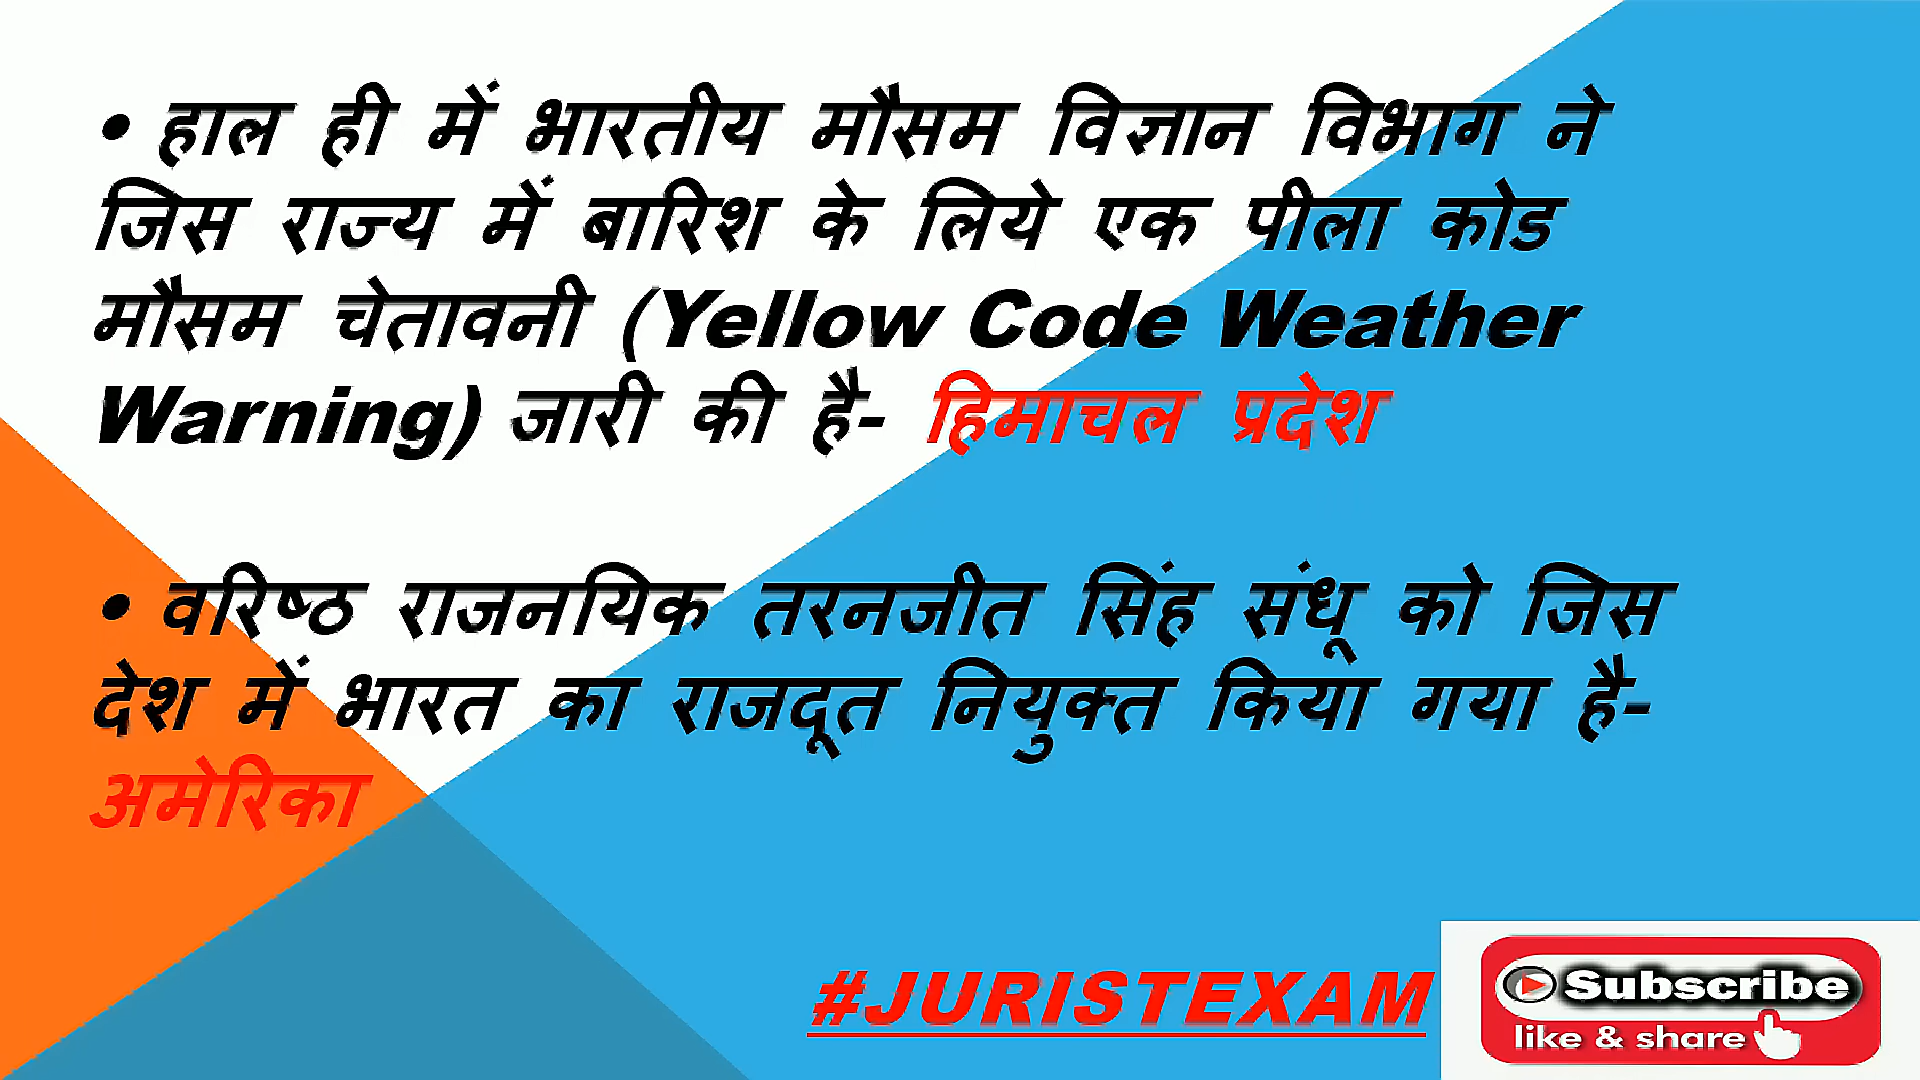 • हाल ही में भारतीय मौसम विज्ञान विभाग ने
जिस राज्य में बारिश के लिये एक पीला कोड
मौसम चेतावनी (Yellow Code Weather
Warning) जारी की है- हिमाचल प्रदेश
• वरिष्ठ राजनयिक तरनजीत सिंह संधू को जिस
देश में भारत का राजदूत नियुक्त किया गया है-
अमेरिका
#JURISTEXAM
Subscribe
like & share